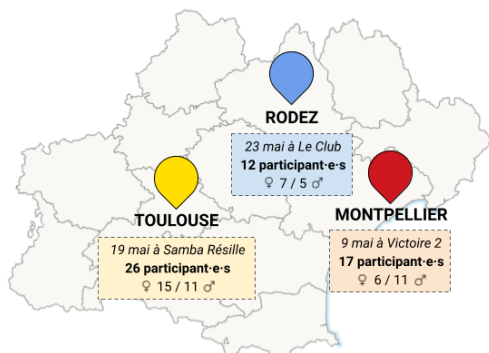 RODEZ
23 mai à Le Club
12 participant·e·s
♀ 7 / 5 ♂
TOULOUSE
19 mai à Samba Résille
26 participant·e·s
♀ 15 / 11 ♂
MONTPELLIER
9 mai à Victoire 2
17 participant·e·s
♀ 6 / 11 ♂